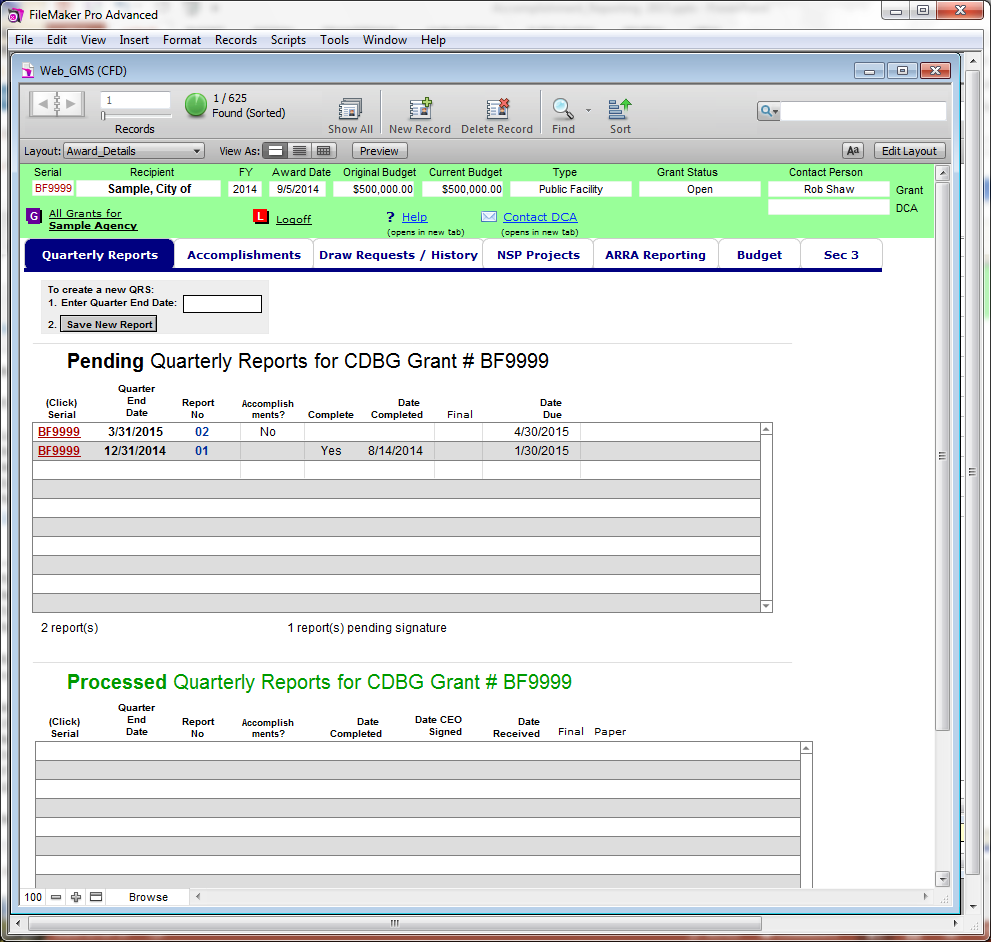 FileMaker Pro Advanced
File Edit View Insert Format Records Scripts Tools Window Help
Web_GMS (CFD)
1
1 / 625
Found (Sorted)
Records
Show All New Record Delete Record Find Sort
Layout: Award_Details View As: Preview Aa Edit Layout
Serial Recipient FY Award Date Original Budget Current Budget Type Grant Status Contact Person
BF9999 Sample, City of 2014 9/5/2014 $500,000.00 $500,000.00 Public Facility Open Rob Shaw Grant
DCA
G All Grants for
Sample Agency
L Logoff
? Help
(opens in new tab)
Contact DCA
(opens in new tab)
Quarterly Reports Accomplishments Draw Requests / History NSP Projects ARRA Reporting Budget Sec 3
To create a new QRS:
1. Enter Quarter End Date:
2. Save New Report
Pending Quarterly Reports for CDBG Grant # BF9999
(Click)
Serial
Quarter
End
Date
Report
No
Accomplish
ments?
Complete
Date
Completed
Final
Date
Due
BF9999 3/31/2015 02 No 4/30/2015
BF9999 12/31/2014 01 Yes 8/14/2014 1/30/2015
2 report(s) 1 report(s) pending signature
Processed Quarterly Reports for CDBG Grant # BF9999
(Click)
Serial
Quarter
End
Date
Report
No
Accomplish
ments?
Date
Completed
Date CEO
Signed
Date
Received
Final
Paper
100 Browse